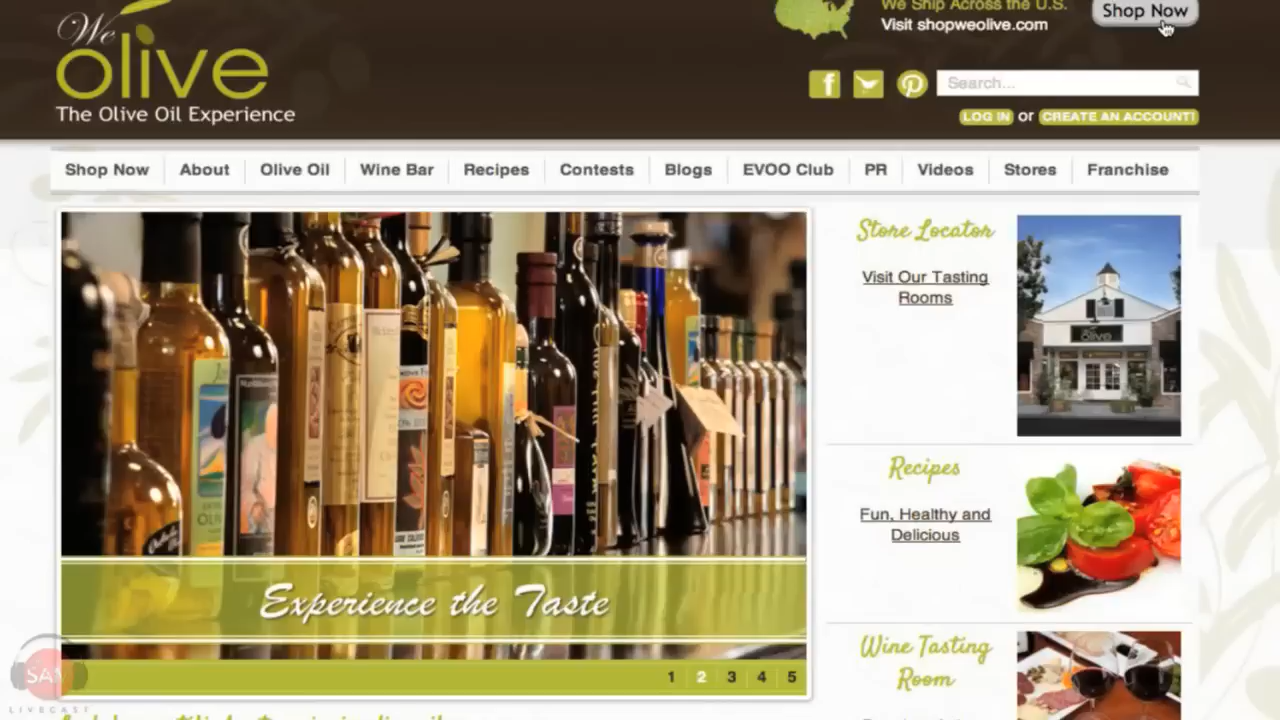 We Ship Across the U.S.
Visit shopweolive.com
Shop Now
We
olive
The Olive Oil Experience
Search...
LOG IN or CREATE AN ACCOUNT!
Shop Now
About
Olive Oil
Wine Bar
Recipes
Contests
Blogs
EVOO Club
PR
Videos
Stores
Franchise
Store Locator
Visit Our Tasting
Rooms
olive
Recipes
Fun, Healthy and
Delicious
Experience the Taste
1 2 3 4 5
Wine Tasting
Room
SAM
LIVECAST